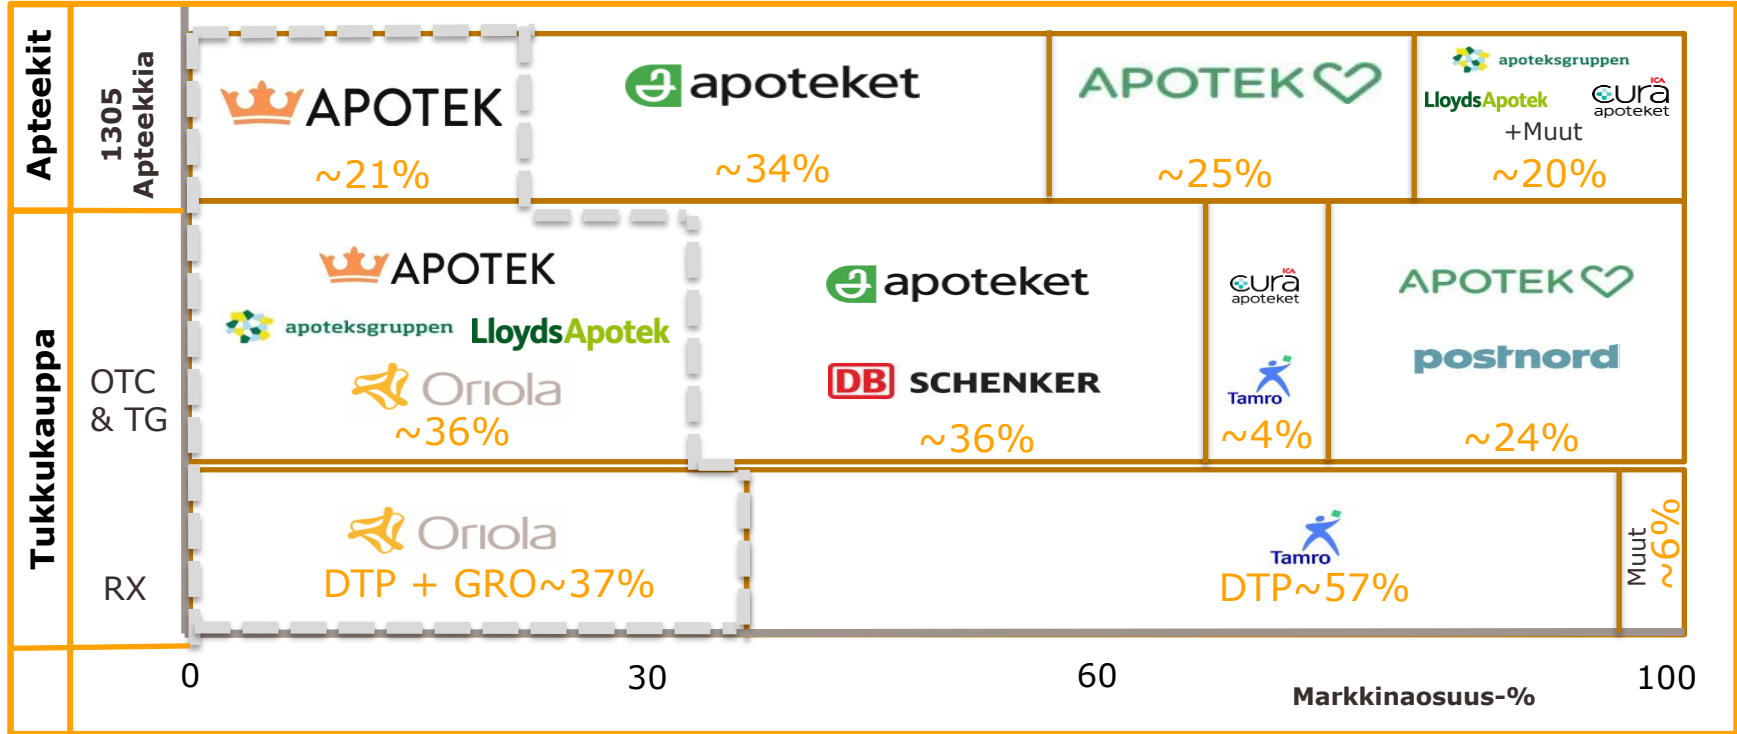 Apteekit
1305
Apteekkia
APOTEK
~21%
apoteket
~34%
APOTEK
~25%
apoteksgruppen
LloydsApotek
ICA
cura
apoteket
+Muut
~20%
Tukkukauppa
OTC
& TG
APOTEK
apoteksgruppen
LloydsApotek
Oriola
~36%
apoteket
DB SCHENKER
~36%
ICA
cura
apoteket
Tamro
~4%
APOTEK
postnord
~24%
RX
Oriola
DTP + GRO~37%
Tamro
DTP~57%
Muut
~6%
0
30
60
100
Markkinaosuus-%